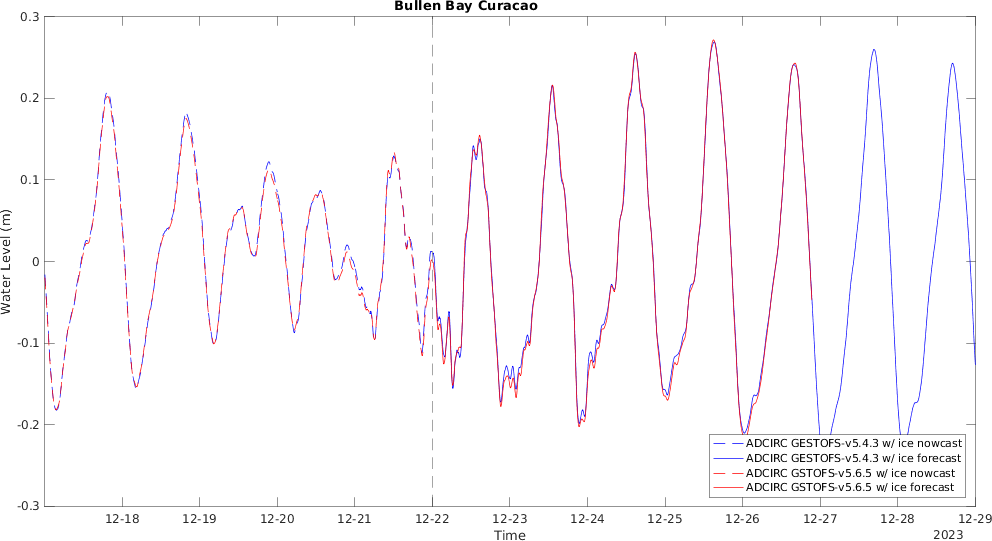 Bullen Bay Curacao
Water Level (m)
0.3
0.2
0.1
0
-0.1
-0.2
-0.3
ADCIRC GESTOFS-v5.4.3 w/ ice nowcast
ADCIRC GESTOFS-v5.4.3 w/ ice forecast
ADCIRC GSTOFS-v5.6.5 w/ ice nowcast
ADCIRC GSTOFS-v5.6.5 w/ ice forecast
12-18 12-19 12-20 12-21 12-22 12-23 12-24 12-25 12-26 12-27 12-28 12-29
Time
2023